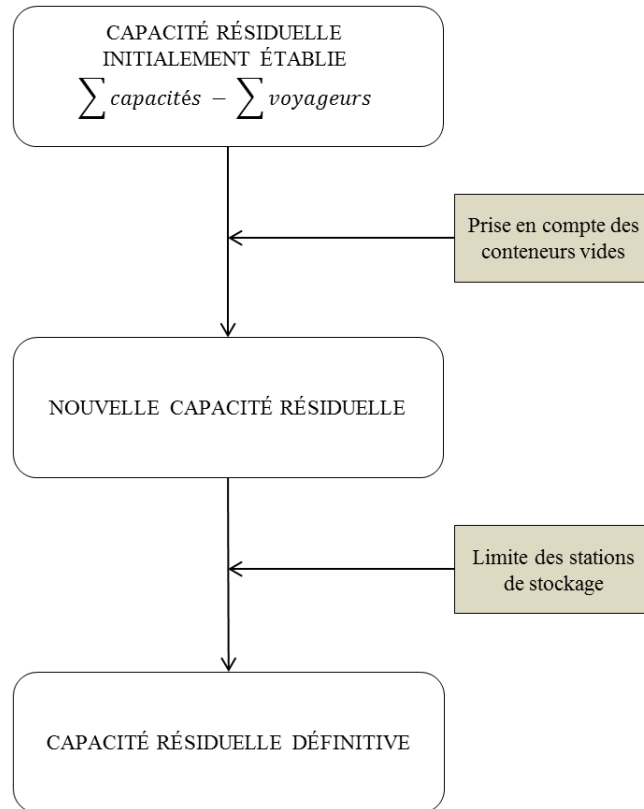 CAPACITÉ RÉSIDUELLE
INITIALEMENT ÉTABLIE
∑ capacités − ∑ voyageurs
Prise en compte des
conteneurs vides
NOUVELLE CAPACITÉ RÉSIDUELLE
Limite des stations
de stockage
CAPACITÉ RÉSIDUELLE DÉFINITIVE